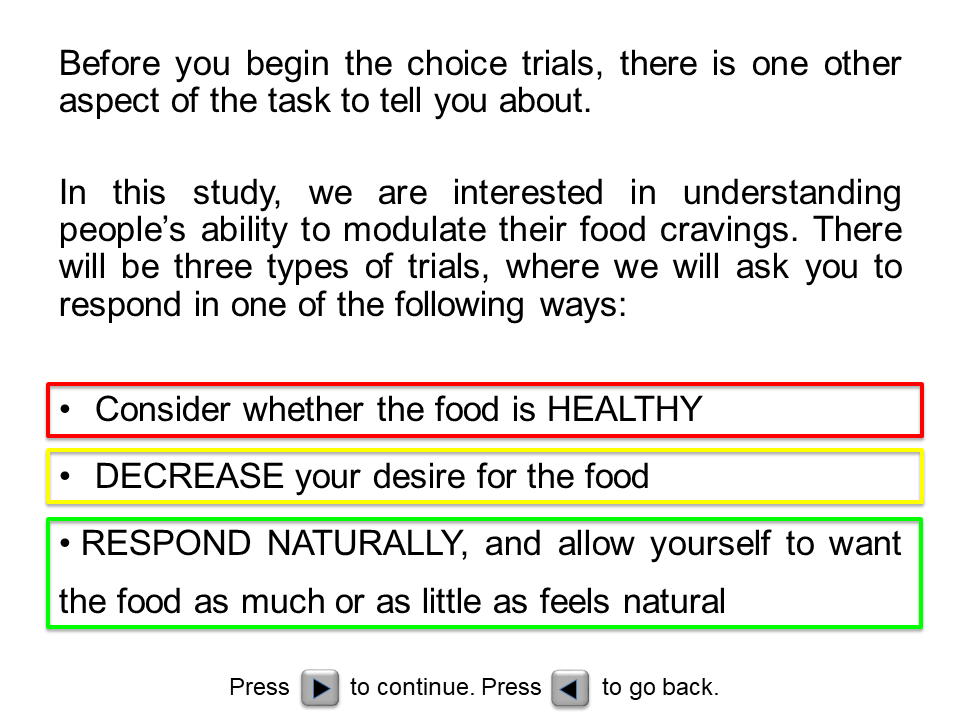 Before you begin the choice trials, there is one other
aspect of the task to tell you about.
In this study, we are interested in understanding
people’s ability to modulate their food cravings. There
will be three types of trials, where we will ask you to
respond in one of the following ways:
• Consider whether the food is HEALTHY
• DECREASE your desire for the food
• RESPOND NATURALLY, and allow yourself to want
the food as much or as little as feels natural
Press to continue. Press to go back.